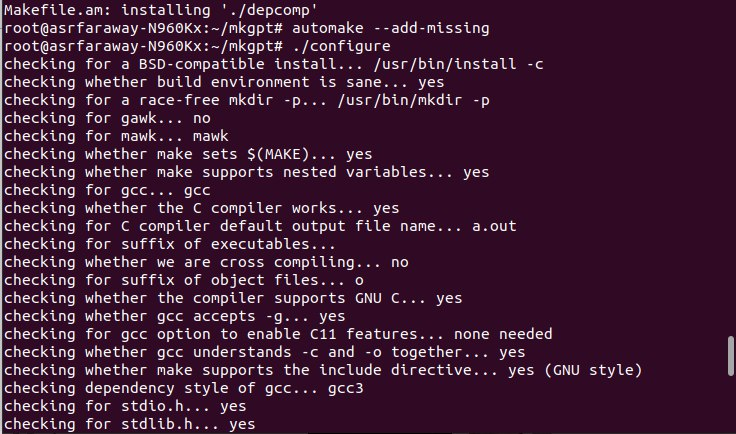 Makefile.am: installing './depcomp'
root@asrfaraway-N960Kx:~/mkgpt# automake --add-missing
root@asrfaraway-N960Kx:~/mkgpt# ./configure
checking for a BSD-compatible install... /usr/bin/install -c
checking whether build environment is sane... yes
checking for a race-free mkdir -p... /usr/bin/mkdir -p
checking for gawk... no
checking for mawk... mawk
checking whether make sets $(MAKE)... yes
checking whether make supports nested variables... yes
checking for gcc... gcc
checking whether the C compiler works... yes
checking for C compiler default output file name... a.out
checking for suffix of executables...
checking whether we are cross compiling... no
checking for suffix of object files... o
checking whether the compiler supports GNU C... yes
checking whether gcc accepts -g... yes
checking for gcc option to enable C11 features... none needed
checking whether gcc understands -c and -o together... yes
checking whether make supports the include directive... yes (GNU style)
checking dependency style of gcc... gcc3
checking for stdio.h... yes
checking for stdlib.h... yes